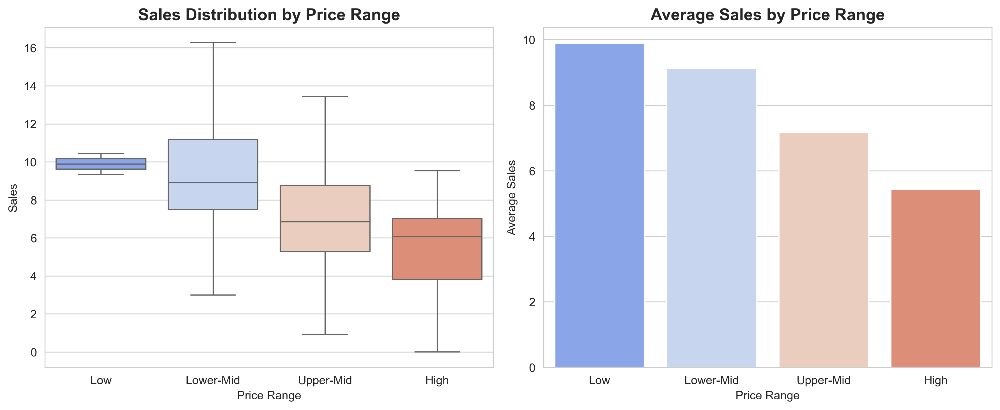 Sales Distribution by Price Range
Sales
16
14
12
10
8
6
4
2
0
Low Lower-Mid Upper-Mid High
Price Range
Average Sales by Price Range
Average Sales
10
8
6
4
2
0
Low Lower-Mid Upper-Mid High
Price Range